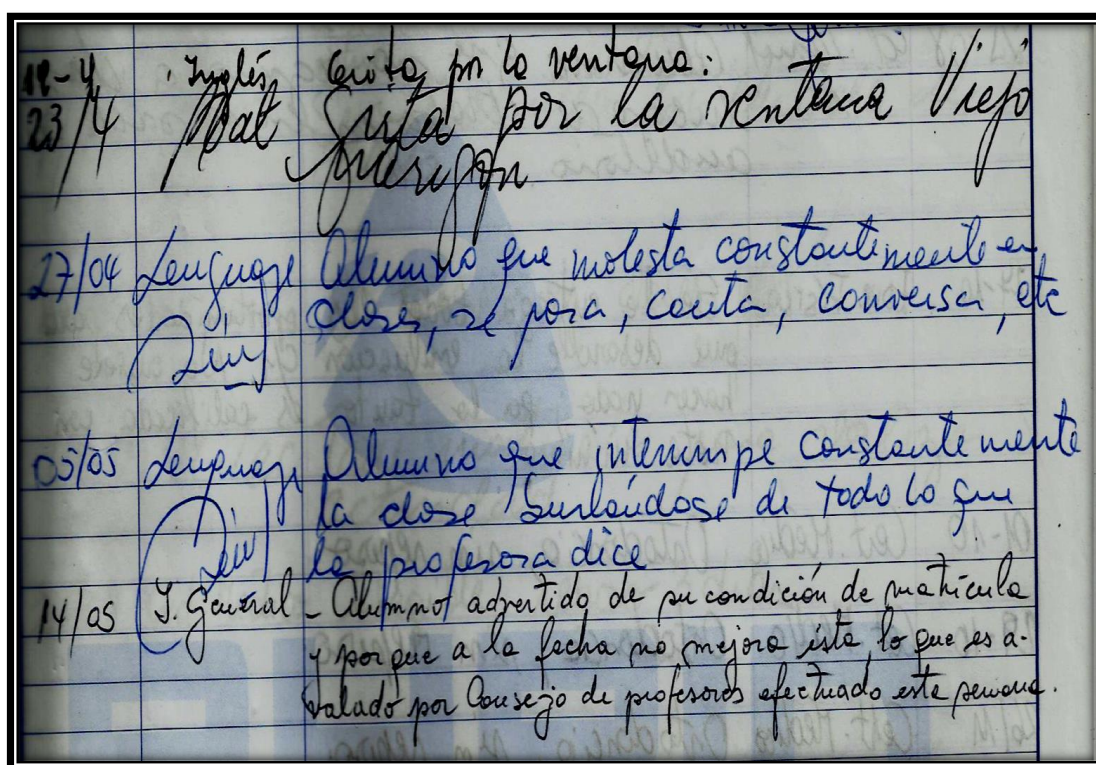 19-4 . Inglés Grita por la ventana:
23/4 Mat Grita por la ventana Viejo
27/04 Lenguaje Alumno que molesta constantemente en
clases, se para, canta, conversa, etc
05/05 Lenguaje Alumno que interrumpe constantemente
la clase burlándose de todo lo que
la profesora dice
14/05 I. General - Alumno advertido de su condición de matrícula
y porque a la fecha no mejora ésta, lo que es a-
valado por Consejo de profesores efectuado esta semana.